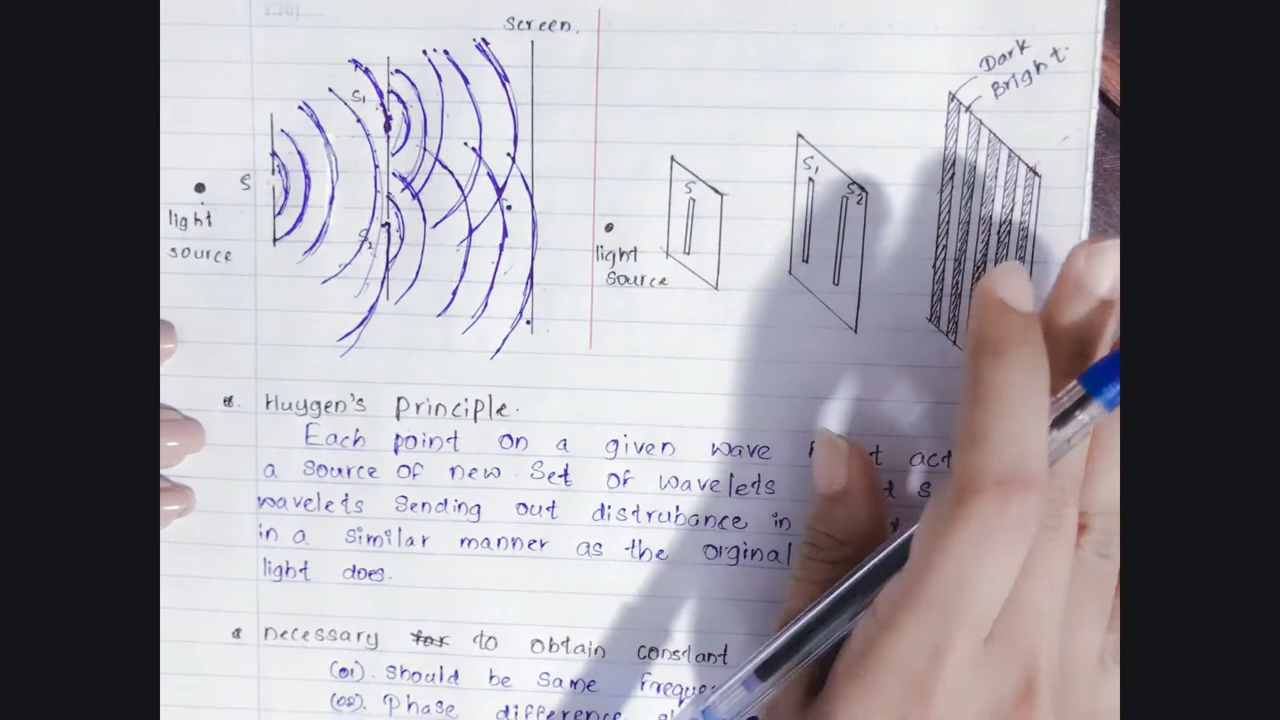 Screen.
Dark
Bright.
S1
S
S2
light
source
S
S1
S2
light
source
Huygen's principle.
Each point on a given wave
a source of new set of wavelets
wavelets sending out distrubance in
in a similar manner as the orginal
light does.
necessary for to obtain constant
(01). should be same
(02). phase difference